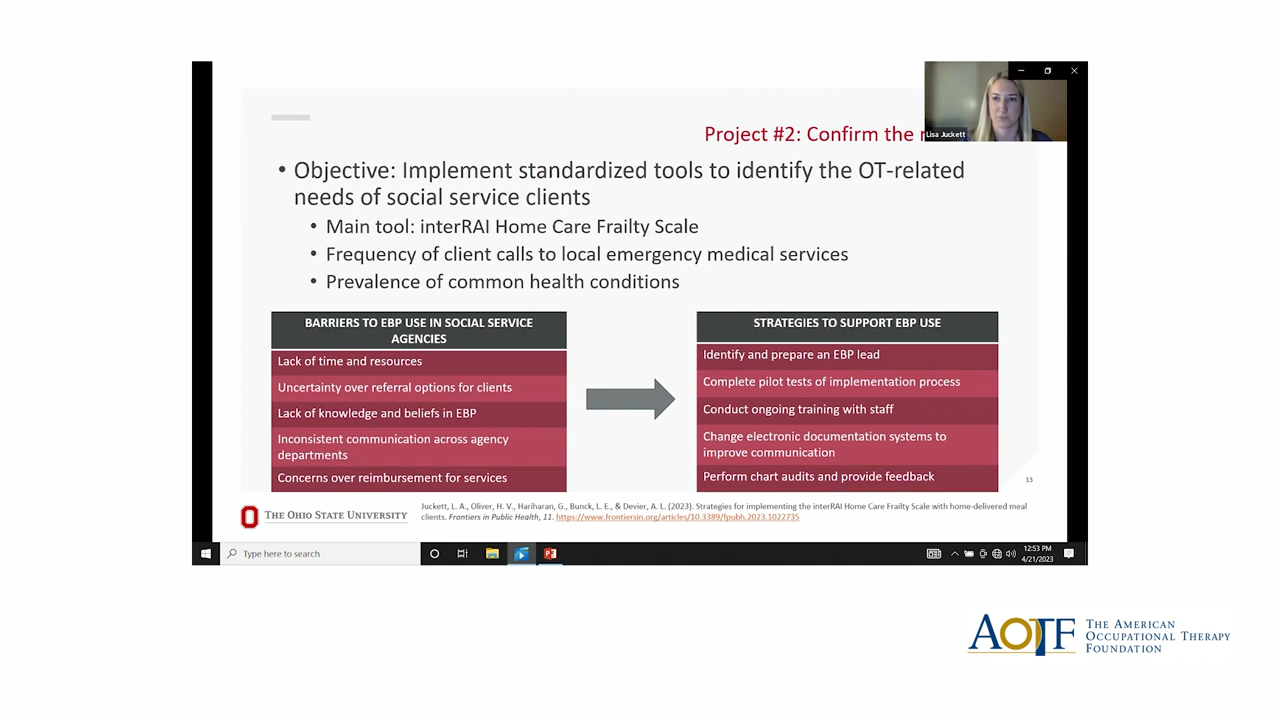 Project #2: Confirm the
Lisa Juckett
• Objective: Implement standardized tools to identify the OT-related
needs of social service clients
• Main tool: interRAI Home Care Frailty Scale
• Frequency of client calls to local emergency medical services
• Prevalence of common health conditions
BARRIERS TO EBP USE IN SOCIAL SERVICE
AGENCIES
Lack of time and resources
Uncertainty over referral options for clients
Lack of knowledge and beliefs in EBP
Inconsistent communication across agency
departments
Concerns over reimbursement for services
STRATEGIES TO SUPPORT EBP USE
Identify and prepare an EBP lead
Complete pilot tests of implementation process
Conduct ongoing training with staff
Change electronic documentation systems to
improve communication
Perform chart audits and provide feedback
13
THE OHIO STATE UNIVERSITY
Juckett, L. A., Oliver, H. V., Hariharan, G., Bunck, L. E., & Devier, A. L. (2023). Strategies for implementing the interRAI Home Care Frailty Scale with home-delivered meal
clients. Frontiers in Public Health, 11. https://www.frontiersin.org/articles/10.3389/fpubh.2023.1022735
Type here to search
12:53 PM
4/21/2023
AOTF
THE AMERICAN
OCCUPATIONAL THERAPY
FOUNDATION